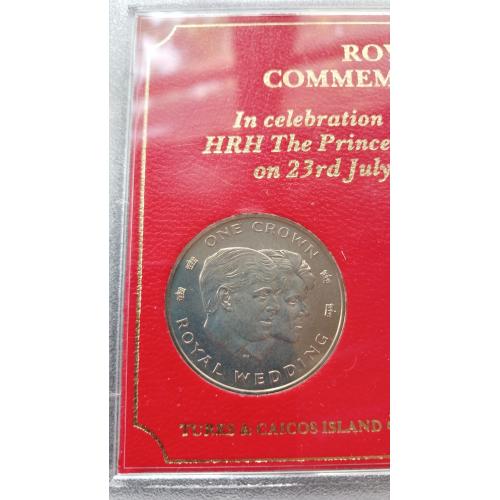 ROY
COMMEM
In celebration
HRH The Prince
on 23rd July
ONE CROWN
ROYAL WEDDING
TURKS & CAICOS ISLAND